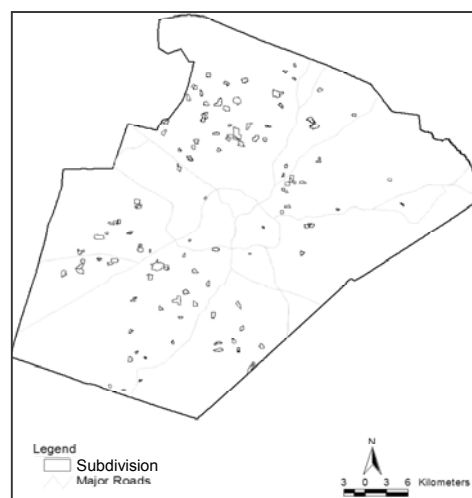 Legend
Subdivision
Major Roads
N
3 0 3 6 Kilometers